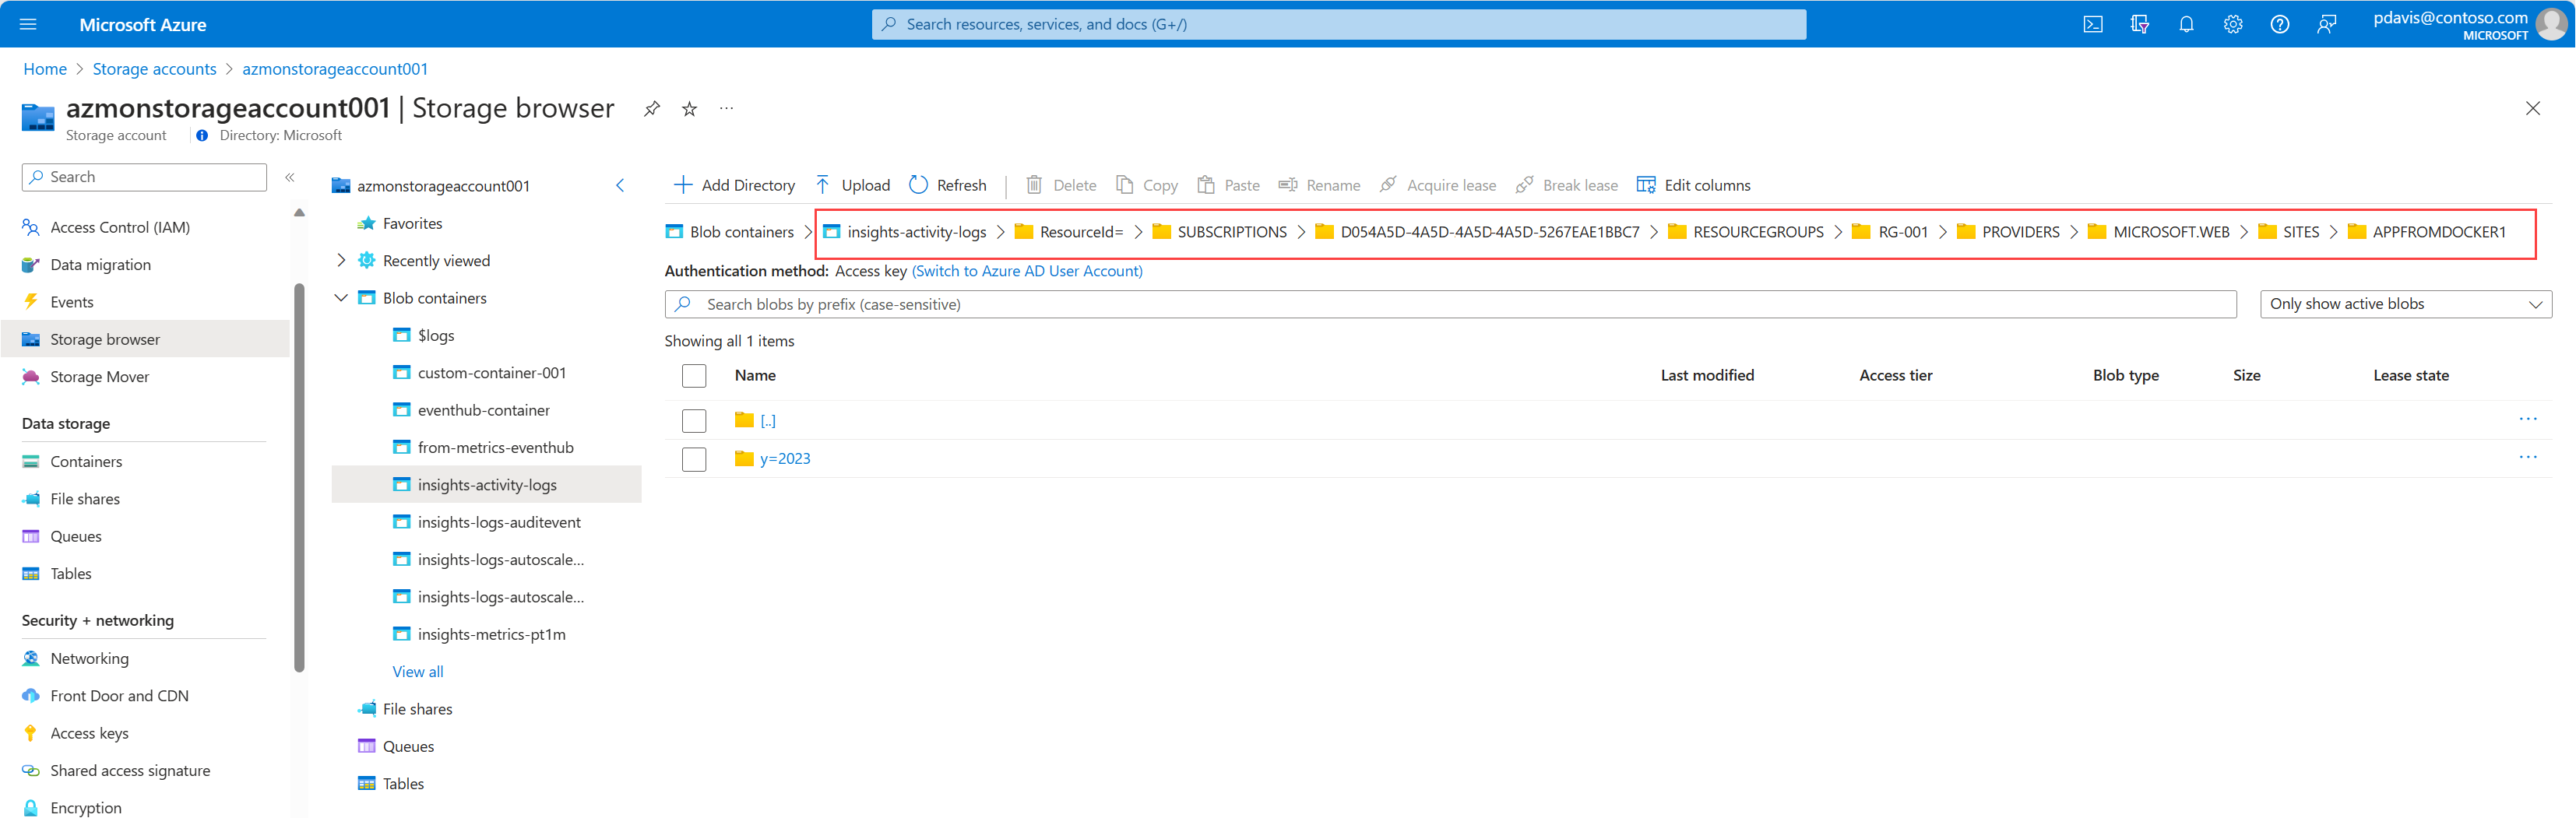 Microsoft Azure
Search resources, services, and docs (G+/)
pdavis@contoso.com
MICROSOFT
Home > Storage accounts > azmonstorageaccount001
azmonstorageaccount001 | Storage browser
Storage account
Directory: Microsoft
Search
Access Control (IAM)
Data migration
Events
Storage browser
Storage Mover
Data storage
Containers
File shares
Queues
Tables
Security + networking
Networking
Front Door and CDN
Access keys
Shared access signature
Encryption
azmonstorageaccount001
Favorites
Recently viewed
Blob containers
$logs
custom-container-001
eventhub-container
from-metrics-eventhub
insights-activity-logs
insights-logs-auditevent
insights-logs-autoscale...
insights-logs-autoscale...
insights-metrics-pt1m
View all
File shares
Queues
Tables
Add Directory Upload Refresh Delete Copy Paste Rename Acquire lease Break lease Edit columns
Blob containers > insights-activity-logs > ResourceId= > SUBSCRIPTIONS > D054A5D-4A5D-4A5D-4A5D-5267EAE1BBC7 > RESOURCEGROUPS > RG-001 > PROVIDERS > MICROSOFT.WEB > SITES > APPFROMDOCKER1
Authentication method: Access key (Switch to Azure AD User Account)
Search blobs by prefix (case-sensitive)
Only show active blobs
Showing all 1 items
Name Last modified Access tier Blob type Size Lease state
[..]
y=2023